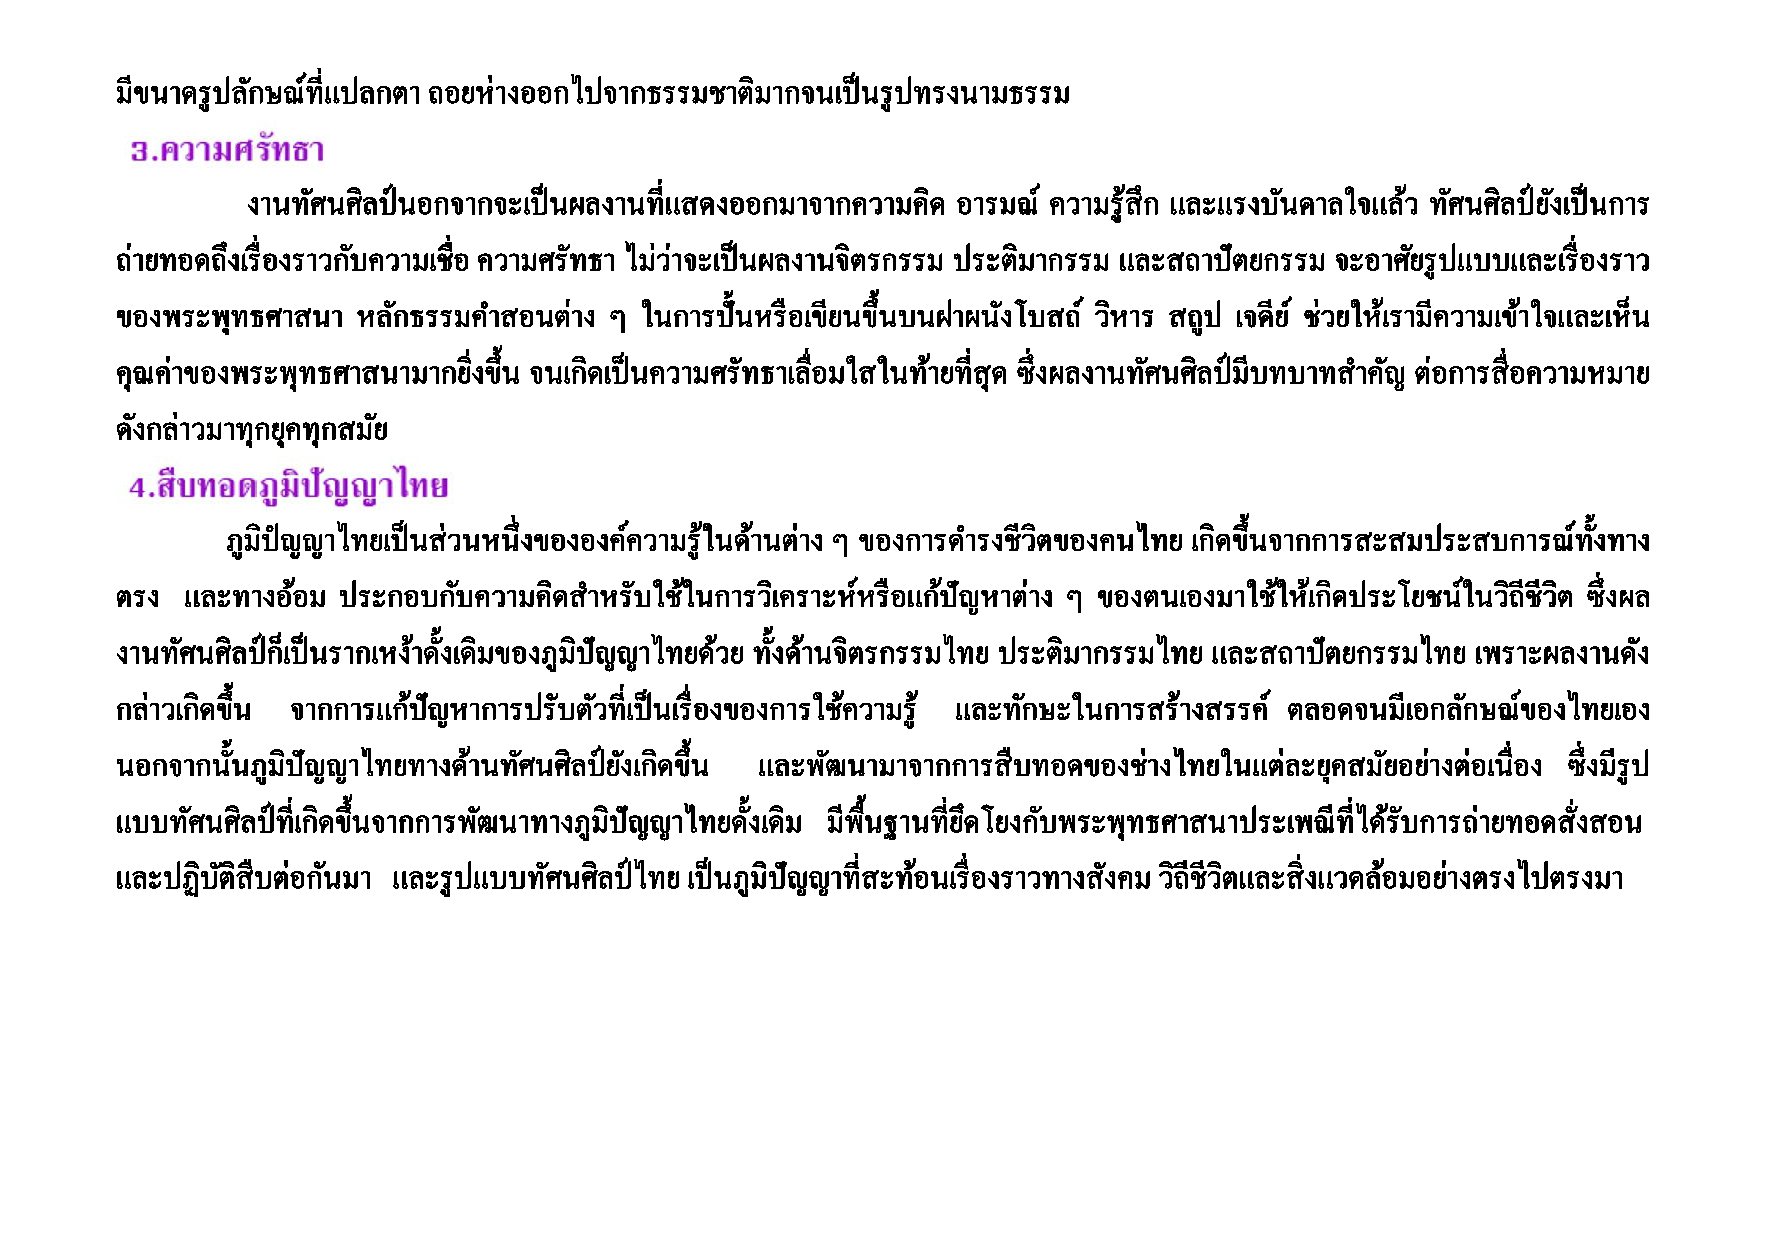 มีขนาดรูปลักษณ์ที่แปลกตา ถอยห่างออกไปจากธรรมชาติมากจนเป็นรูปทรงนามธรรม
3.ความศรัทธา
งานทัศนศิลป์นอกจากจะเป็นผลงานที่แสดงออกมาจากความคิด อารมณ์ ความรู้สึก และแรงบันดาลใจแล้ว ทัศนศิลป์ยังเป็นการ
ถ่ายทอดถึงเรื่องราวกับความเชื่อ ความศรัทธา ไม่ว่าจะเป็นผลงานจิตรกรรม ประติมากรรม และสถาปัตยกรรม จะอาศัยรูปแบบและเรื่องราว
ของพระพุทธศาสนา หลักธรรมคำสอนต่าง ๆ ในการปั้นหรือเขียนขึ้นบนฝาผนังโบสถ์ วิหาร สถูป เจดีย์ ช่วยให้เรามีความเข้าใจและเห็น
คุณค่าของพระพุทธศาสนามากยิ่งขึ้น จนเกิดเป็นความศรัทธาเลื่อมใสในท้ายที่สุด ซึ่งผลงานทัศนศิลป์มีบทบาทสำคัญ ต่อการสื่อความหมาย
ดังกล่าวมาทุกยุคทุกสมัย
4.สืบทอดภูมิปัญญาไทย
ภูมิปัญญาไทยเป็นส่วนหนึ่งขององค์ความรู้ในด้านต่าง ๆ ของการดำรงชีวิตของคนไทย เกิดขึ้นจากการสะสมประสบการณ์ทั้งทาง
ตรง และทางอ้อม ประกอบกับความคิดสำหรับใช้ในการวิเคราะห์หรือแก้ปัญหาต่าง ๆ ของตนเองมาใช้ให้เกิดประโยชน์ในวิถีชีวิต ซึ่งผล
งานทัศนศิลป์ก็เป็นรากเหง้าดั้งเดิมของภูมิปัญญาไทยด้วย ทั้งด้านจิตรกรรมไทย ประติมากรรมไทย และสถาปัตยกรรมไทย เพราะผลงานดัง
กล่าวเกิดขึ้น จากการแก้ปัญหาการปรับตัวที่เป็นเรื่องของการใช้ความรู้ และทักษะในการสร้างสรรค์ ตลอดจนมีเอกลักษณ์ของไทยเอง
นอกจากนั้นภูมิปัญญาไทยทางด้านทัศนศิลป์ยังเกิดขึ้น และพัฒนามาจากการสืบทอดของช่างไทยในแต่ละยุคสมัยอย่างต่อเนื่อง ซึ่งมีรูป
แบบทัศนศิลป์ที่เกิดขึ้นจากการพัฒนาทางภูมิปัญญาไทยดั้งเดิม มีพื้นฐานที่ยึดโยงกับพระพุทธศาสนาประเพณีที่ได้รับการถ่ายทอดสั่งสอน
และปฏิบัติสืบต่อกันมา และรูปแบบทัศนศิลป์ไทย เป็นภูมิปัญญาที่สะท้อนเรื่องราวทางสังคม วิถีชีวิตและสิ่งแวดล้อมอย่างตรงไปตรงมา